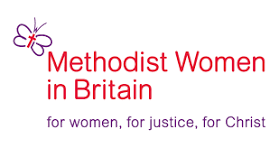 Methodist Women
in Britain
for women, for justice, for Christ